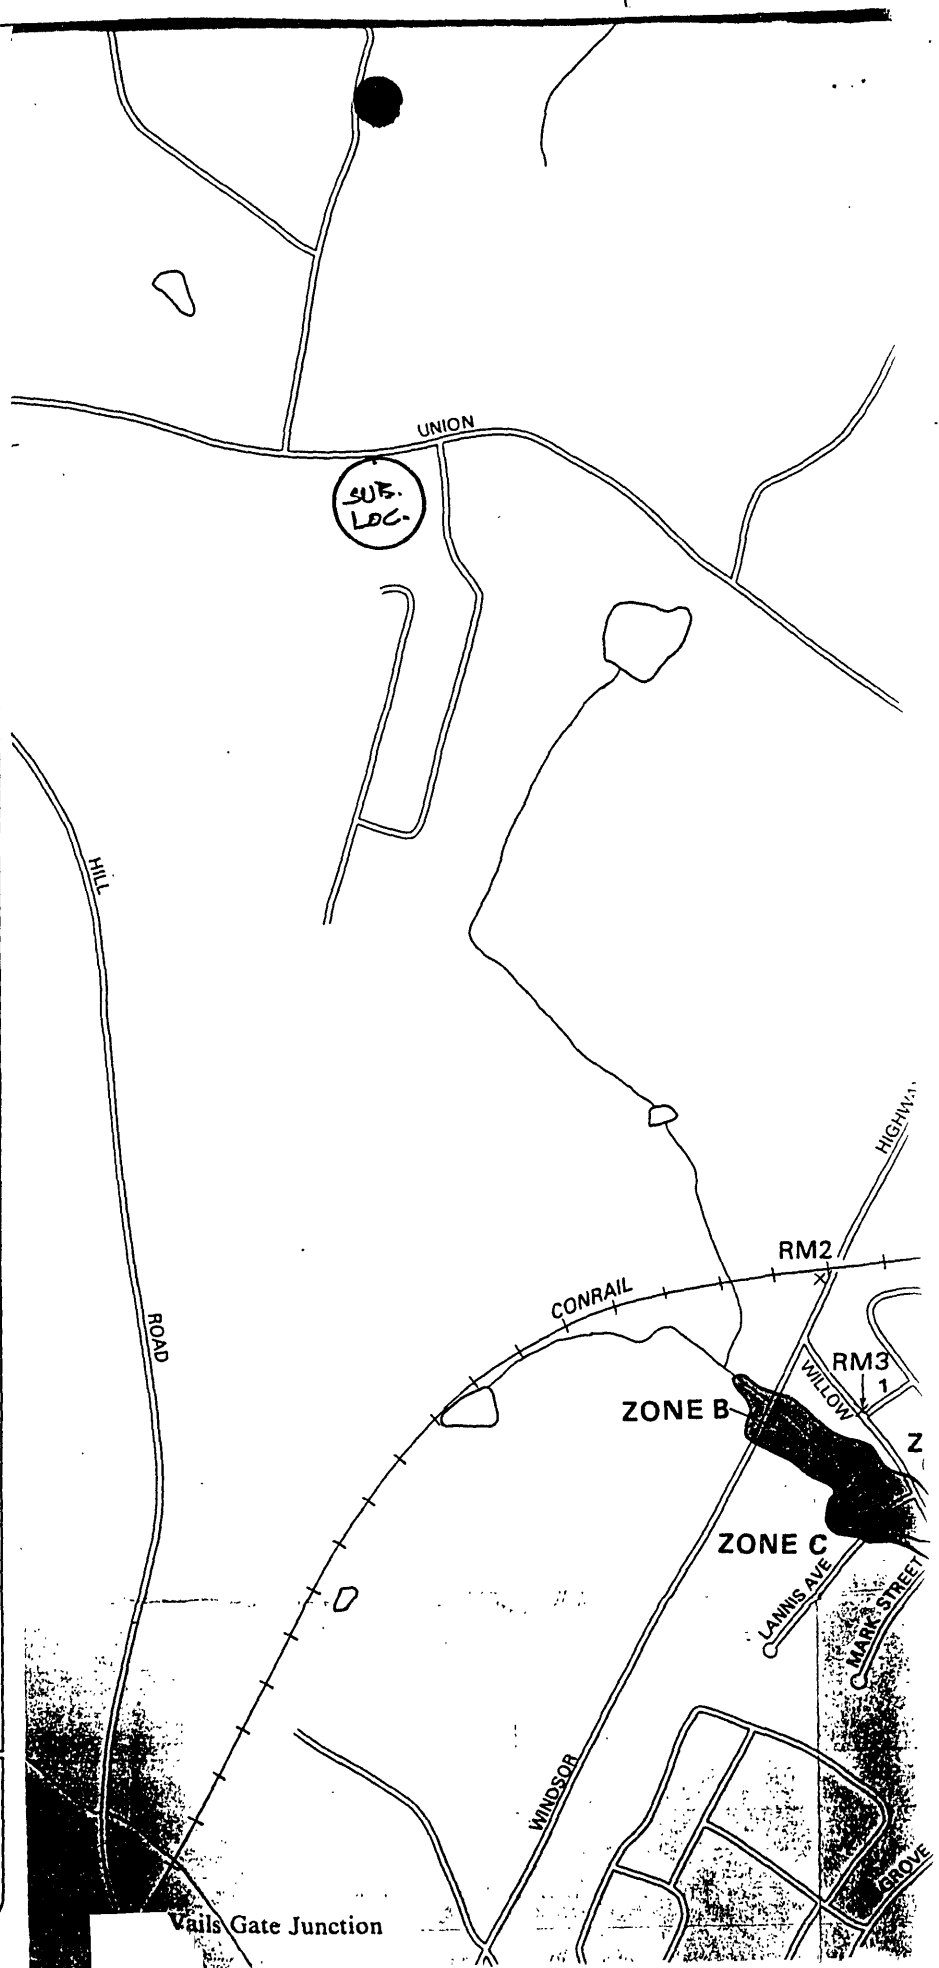 UNION
SUB.
LOC.
HILL
HIGHWA
RM2
CONRAIL
ROAD
RM3
1
WILLOW
ZONE B
Z
ZONE C
LANNIS AVE
MARK STREET
WINDSOR
GROVE
Vails Gate Junction